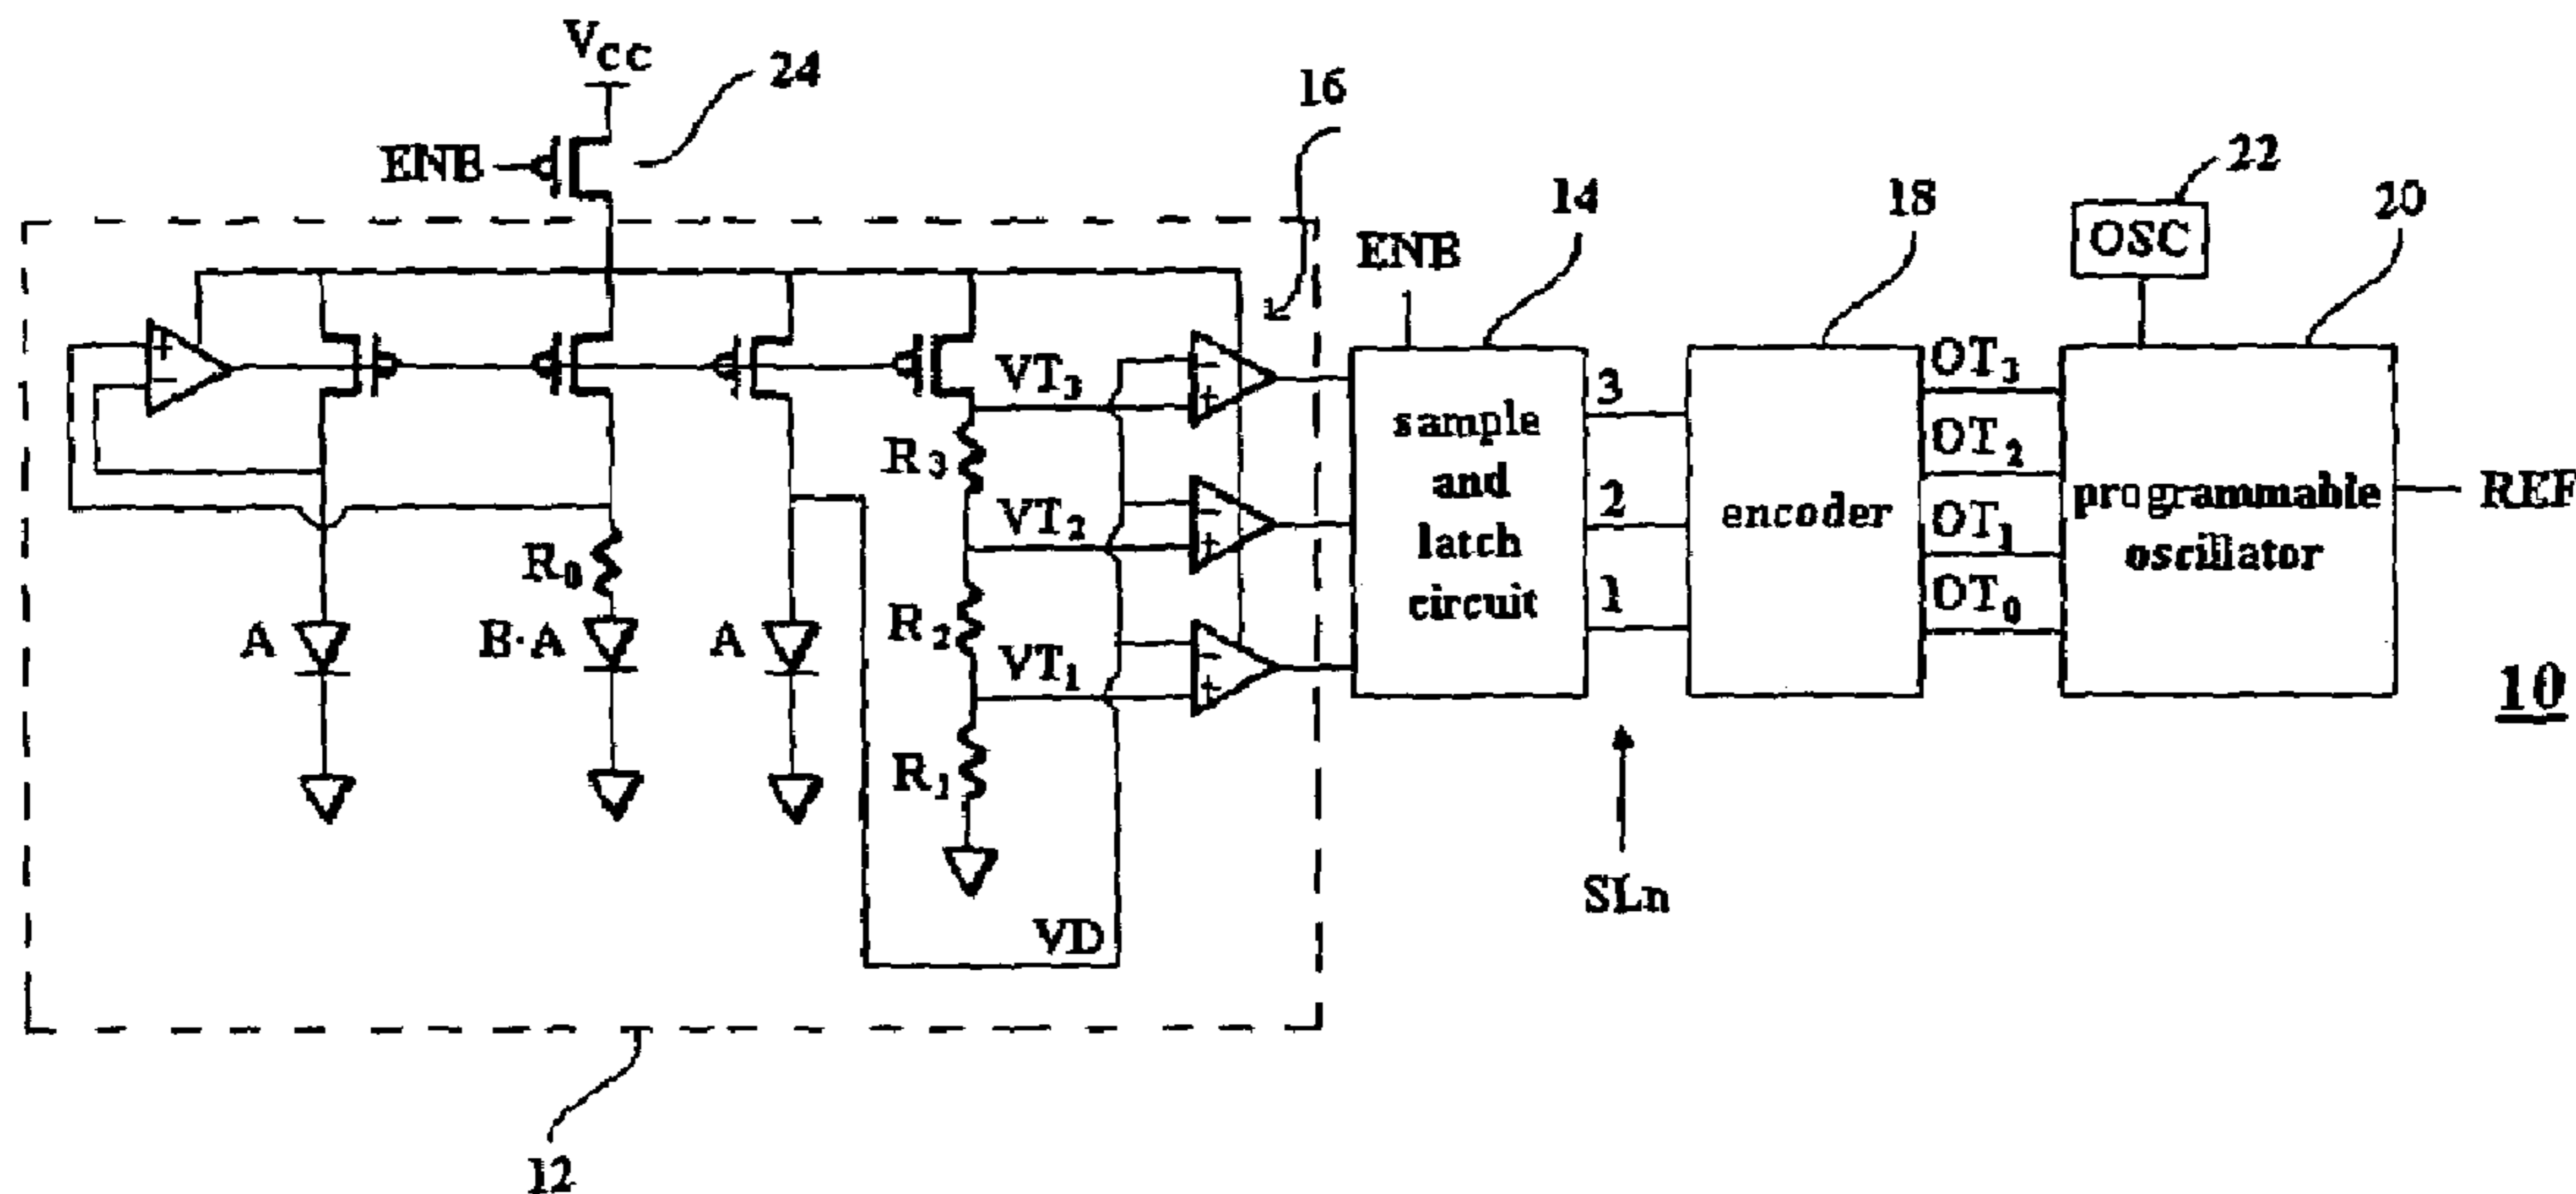 V_CC
24
ENB
16
ENB
14
18
22
OSC
20
+
−
VT₃
−
+
R₃
VT₂
−
+
R₀
R₂
VT₁
−
+
R₁
A
B·A
A
VD
sample
and
latch
circuit
3
2
1
SLn
encoder
OT₃
OT₂
OT₁
OT₀
programmable
oscillator
REF
10
12